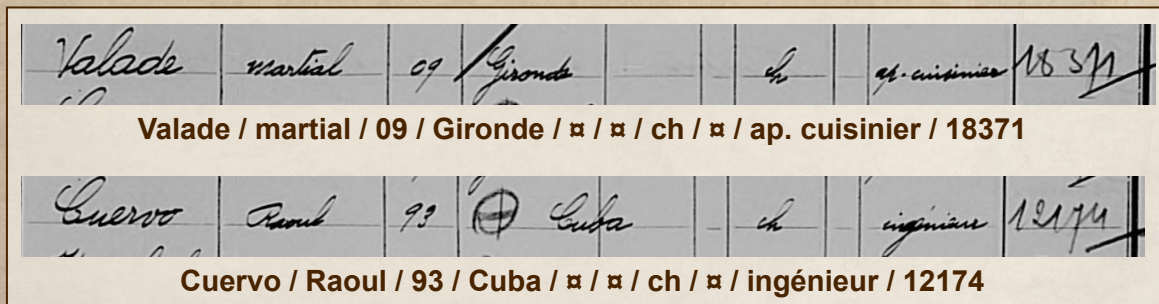 Valade martial 09 Gironde ch ap. cuisinier 18371
Valade / martial / 09 / Gironde / ¤ / ¤ / ch / ¤ / ap. cuisinier / 18371
Cuervo Raoul 93 Cuba ch ingénieur 12174
Cuervo / Raoul / 93 / Cuba / ¤ / ¤ / ch / ¤ / ingénieur / 12174